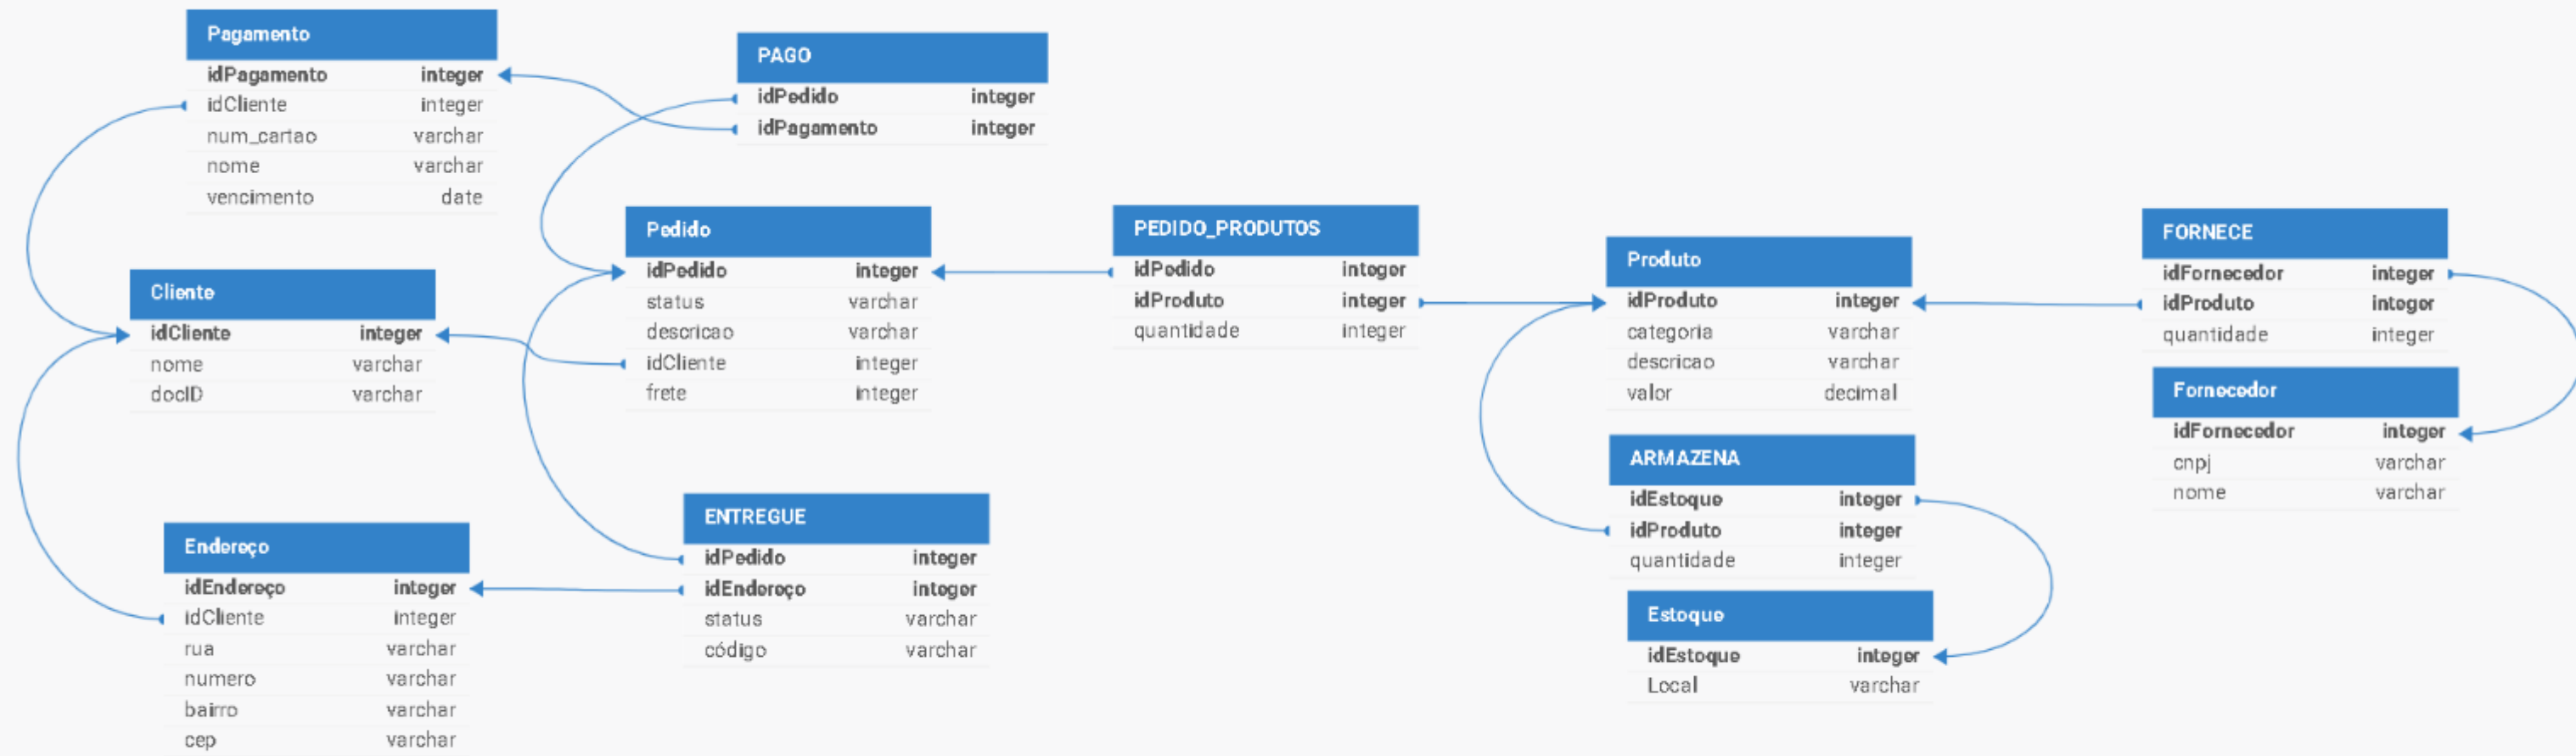 Pagamento
idPagamento integer
idCliente integer
num_cartao varchar
nome varchar
vencimento date
PAGO
idPedido integer
idPagamento integer
Cliente
idCliente integer
nome varchar
docID varchar
Pedido
idPedido integer
status varchar
descricao varchar
idCliente integer
frete integer
PEDIDO_PRODUTOS
idPedido integer
idProduto integer
quantidade integer
Produto
idProduto integer
categoria varchar
descricao varchar
valor decimal
FORNECE
idFornecedor integer
idProduto integer
quantidade integer
Fornecedor
idFornecedor integer
cnpj varchar
nome varchar
ARMAZENA
idEstoque integer
idProduto integer
quantidade integer
Estoque
idEstoque integer
Local varchar
Endereço
idEndereço integer
idCliente integer
rua varchar
numero varchar
bairro varchar
cep varchar
ENTREGUE
idPedido integer
idEndereço integer
status varchar
código varchar